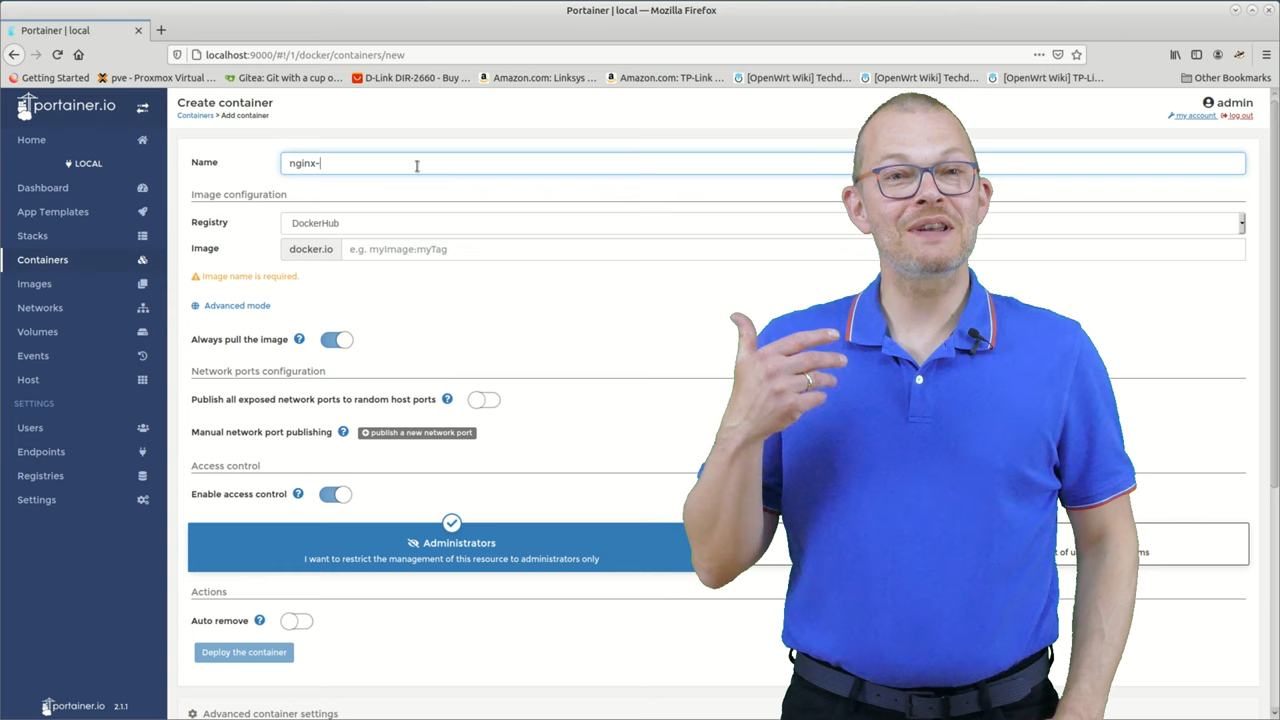 Portainer | local — Mozilla Firefox
Portainer | local
localhost:9000/#!/1/docker/containers/new
Getting Started
pve - Proxmox Virtual ...
Gitea: Git with a cup o...
D-Link DIR-2660 - Buy ...
Amazon.com: Linksys ...
Amazon.com: TP-Link ...
[OpenWrt Wiki] Techd...
[OpenWrt Wiki] Techd...
[OpenWrt Wiki] TP-Li...
Other Bookmarks
portainer.io
Home
LOCAL
Dashboard
App Templates
Stacks
Containers
Images
Networks
Volumes
Events
Host
SETTINGS
Users
Endpoints
Registries
Settings
portainer.io 2.1.1
Create container
Containers > Add container
admin
my account log out
Name nginx-
Image configuration
Registry DockerHub
Image docker.io e.g. myImage:myTag
Image name is required.
Advanced mode
Always pull the image
Network ports configuration
Publish all exposed network ports to random host ports
Manual network port publishing publish a new network port
Access control
Enable access control
Administrators
I want to restrict the management of this resource to administrators only
Actions
Auto remove
Deploy the container
Advanced container settings